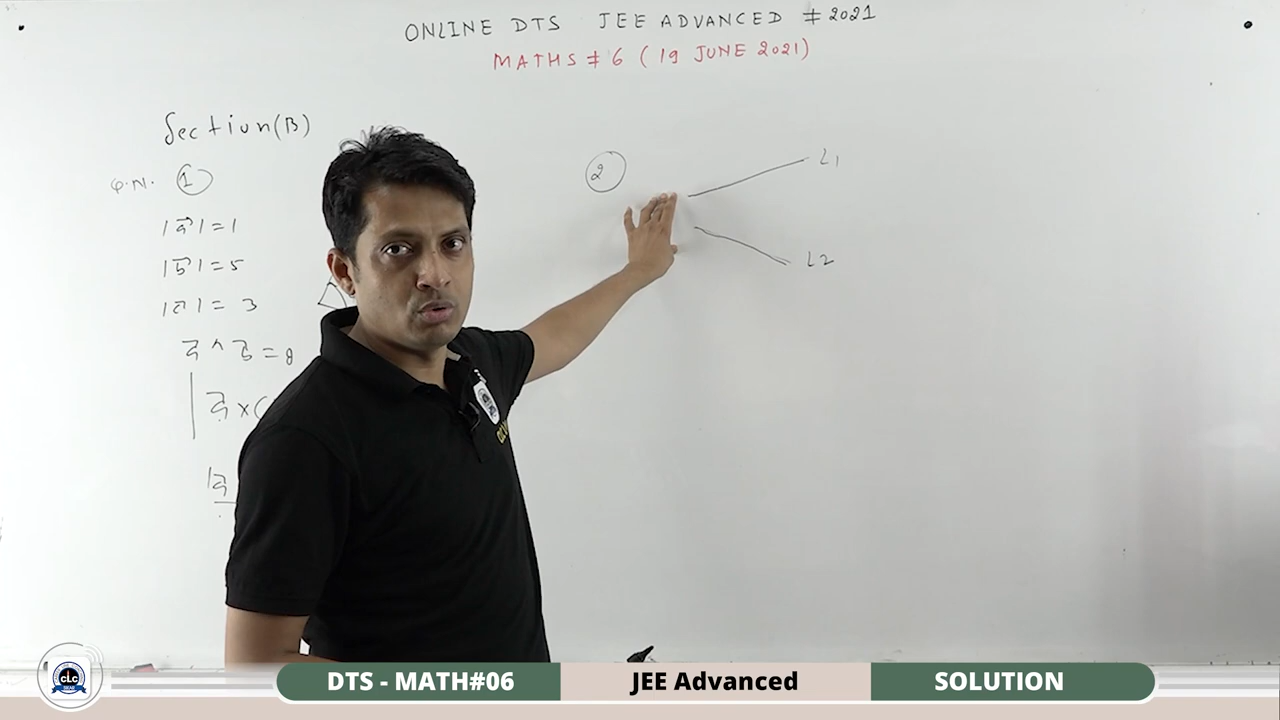 ONLINE DTS JEE ADVANCED # 2021
MATHS # 6 ( 19 JUNE 2021)
Section(B)
Q.N. 1
|a⃗| = 1
|b⃗| = 5
|c⃗| = 3
a⃗ ^ b⃗ = θ
| a⃗ × (
|a⃗
2
L1
L2
CLC
DTS - MATH#06
JEE Advanced
SOLUTION